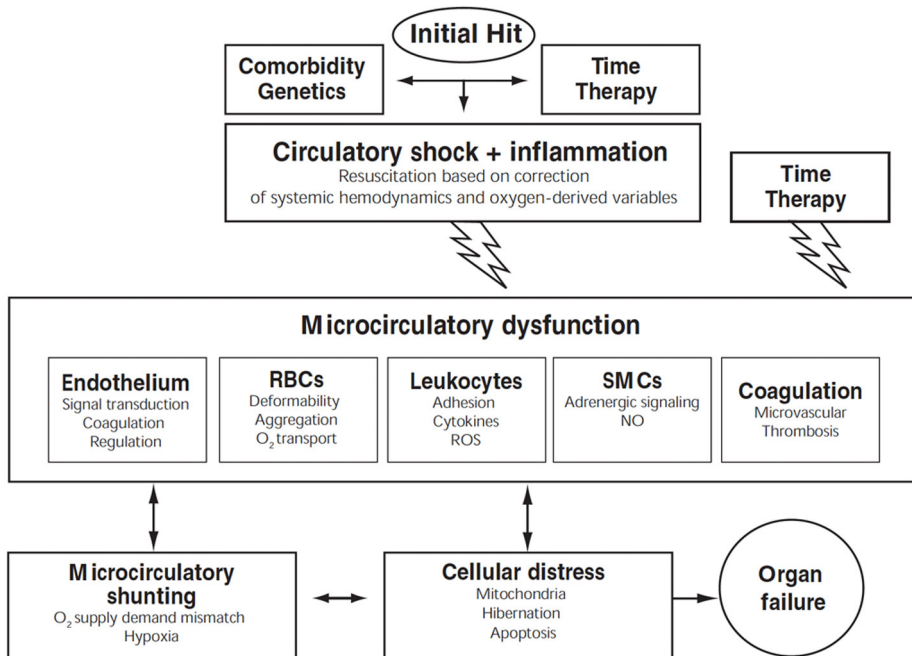 Initial Hit
Comorbidity
Genetics
Time
Therapy
Circulatory shock + inflammation
Resuscitation based on correction
of systemic hemodynamics and oxygen-derived variables
Time
Therapy
Microcirculatory dysfunction
Endothelium
Signal transduction
Coagulation
Regulation
RBCs
Deformability
Aggregation
O₂ transport
Leukocytes
Adhesion
Cytokines
ROS
SMCs
Adrenergic signaling
NO
Coagulation
Microvascular
Thrombosis
Microcirculatory
shunting
O₂ supply demand mismatch
Hypoxia
Cellular distress
Mitochondria
Hibernation
Apoptosis
Organ
failure